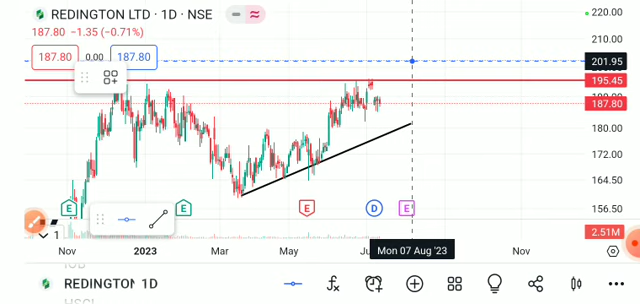 REDINGTON LTD · 1D · NSE
187.80 −1.35 (−0.71%)
187.80 0.00 187.80
220.00
210.00
201.95
195.45
187.80
180.00
172.00
164.50
156.50
2.51M
E E E D E
1
Nov 2023 Mar May Mon 07 Aug '23 Nov
REDINGTON 1D